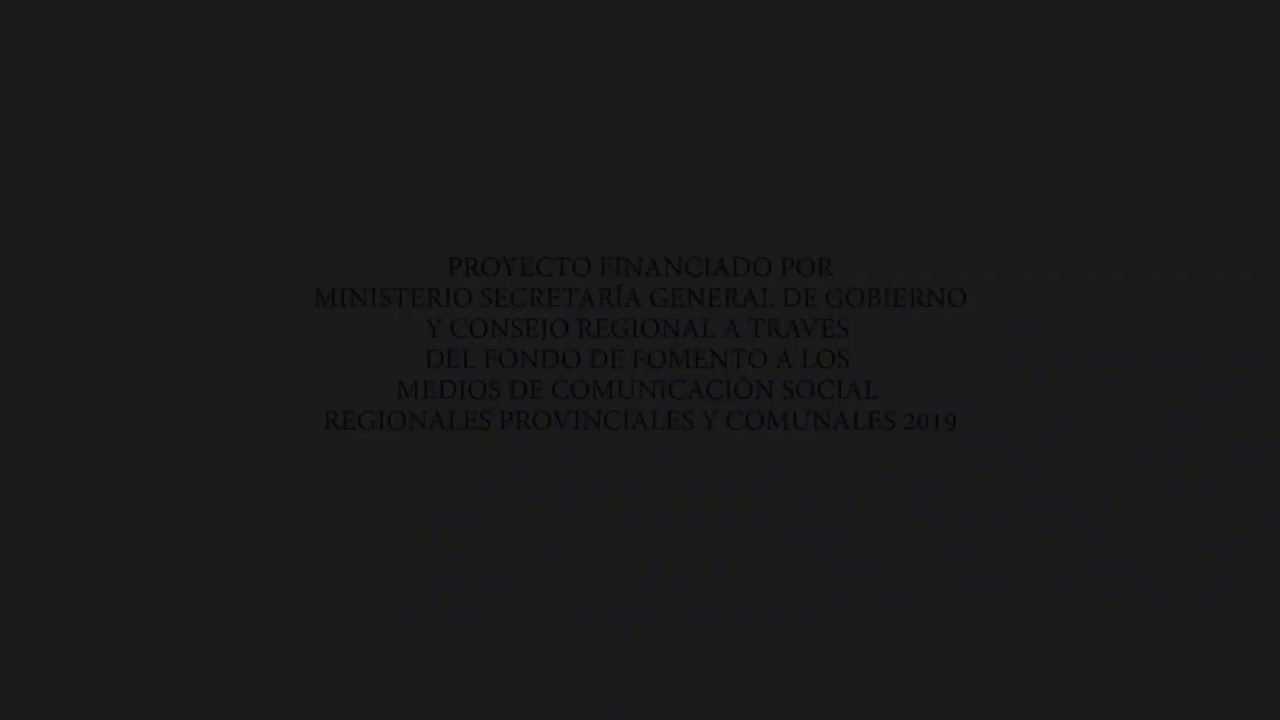 PROYECTO FINANCIADO POR
MINISTERIO SECRETARÍA GENERAL DE GOBIERNO
Y CONSEJO REGIONAL A TRAVÉS
DEL FONDO DE FOMENTO A LOS
MEDIOS DE COMUNICACIÓN SOCIAL
REGIONALES PROVINCIALES Y COMUNALES 2019